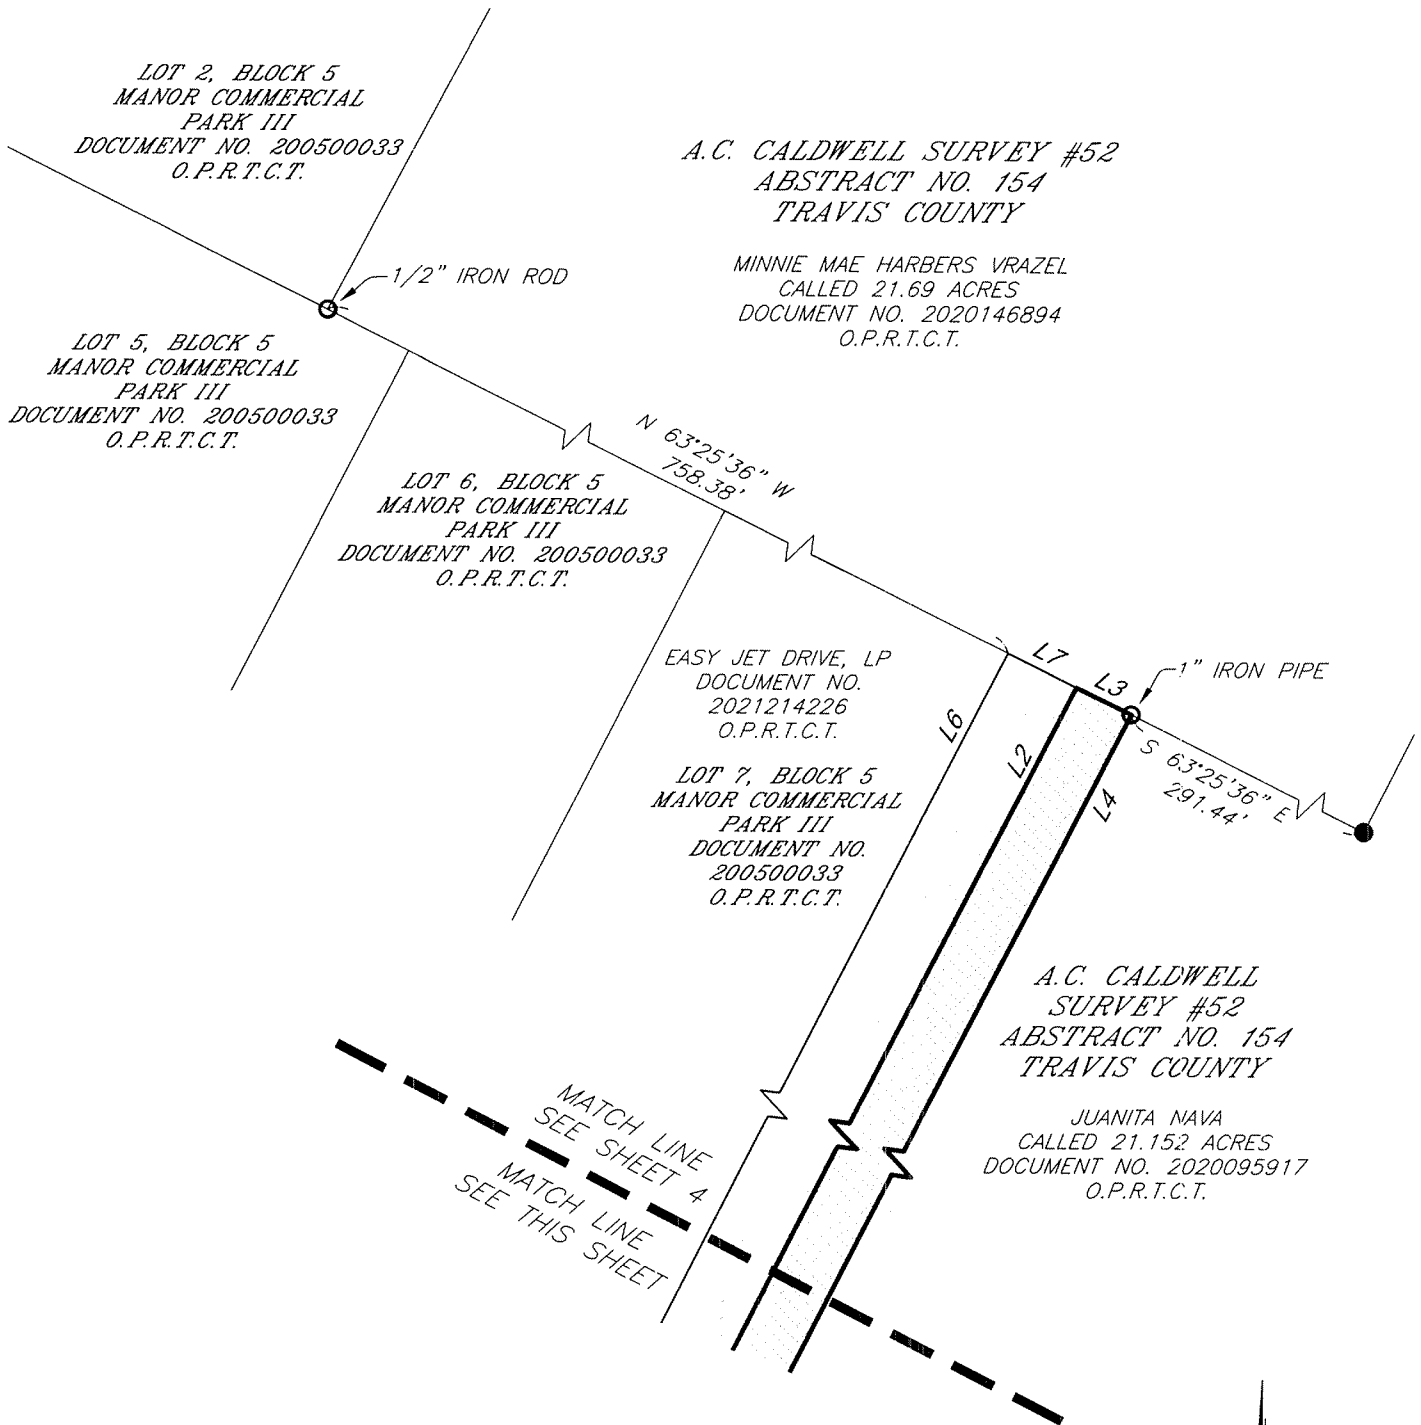 LOT 2, BLOCK 5
MANOR COMMERCIAL
PARK III
DOCUMENT NO. 200500033
O.P.R.T.C.T.
A.C. CALDWELL SURVEY #52
ABSTRACT NO. 154
TRAVIS COUNTY
MINNIE MAE HARBERS VRAZEL
CALLED 21.69 ACRES
DOCUMENT NO. 2020146894
O.P.R.T.C.T.
1/2" IRON ROD
LOT 5, BLOCK 5
MANOR COMMERCIAL
PARK III
DOCUMENT NO. 200500033
O.P.R.T.C.T.
N 63°25'36" W
758.38'
LOT 6, BLOCK 5
MANOR COMMERCIAL
PARK III
DOCUMENT NO. 200500033
O.P.R.T.C.T.
EASY JET DRIVE, LP
DOCUMENT NO.
2021214226
O.P.R.T.C.T.
LOT 7, BLOCK 5
MANOR COMMERCIAL
PARK III
DOCUMENT NO.
200500033
O.P.R.T.C.T.
L7
L3
1" IRON PIPE
L6
L2
L4
S 63°25'36" E
291.44'
A.C. CALDWELL
SURVEY #52
ABSTRACT NO. 154
TRAVIS COUNTY
JUANITA NAVA
CALLED 21.152 ACRES
DOCUMENT NO. 2020095917
O.P.R.T.C.T.
MATCH LINE
SEE SHEET 4
MATCH LINE
SEE THIS SHEET